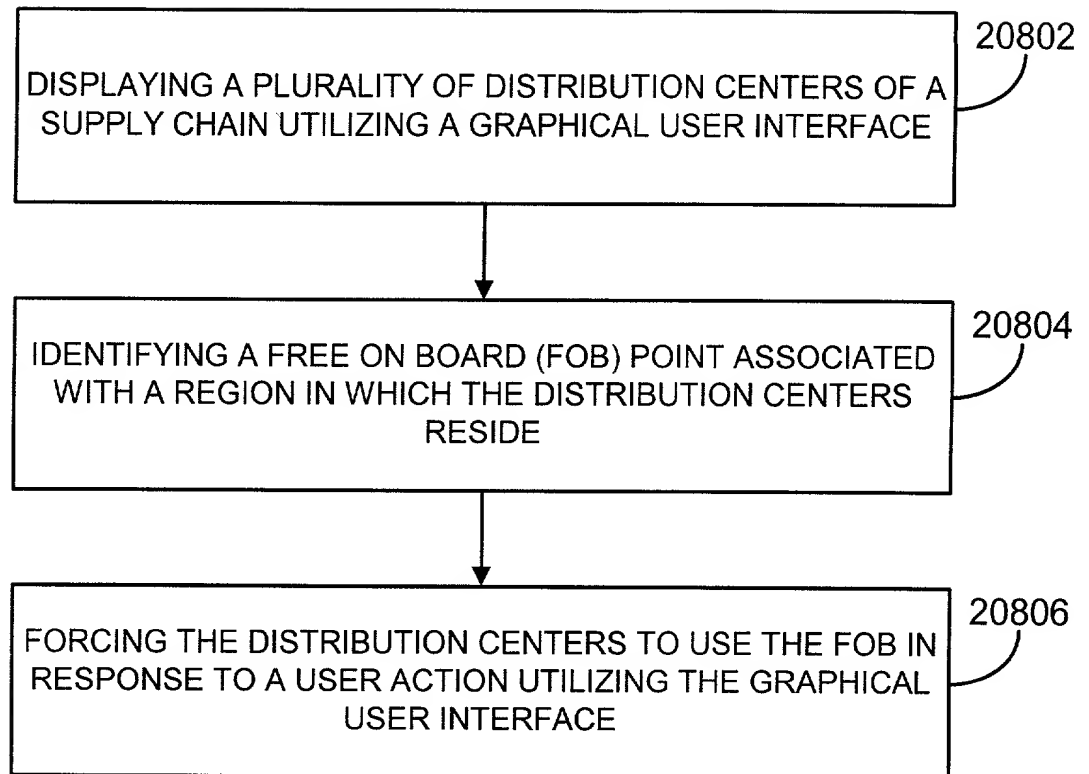 20802
DISPLAYING A PLURALITY OF DISTRIBUTION CENTERS OF A
SUPPLY CHAIN UTILIZING A GRAPHICAL USER INTERFACE
20804
IDENTIFYING A FREE ON BOARD (FOB) POINT ASSOCIATED
WITH A REGION IN WHICH THE DISTRIBUTION CENTERS
RESIDE
20806
FORCING THE DISTRIBUTION CENTERS TO USE THE FOB IN
RESPONSE TO A USER ACTION UTILIZING THE GRAPHICAL
USER INTERFACE